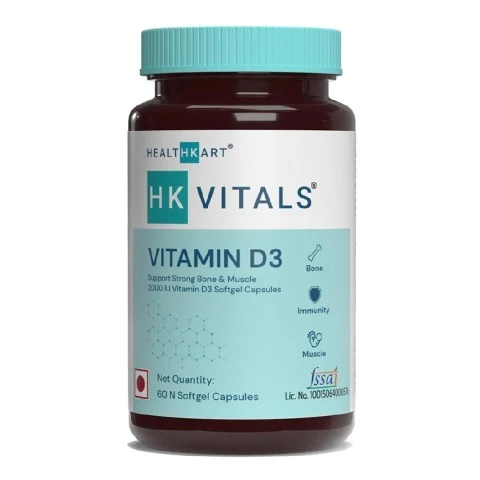 HEALTHKART®
HK VITALS®
VITAMIN D3
Support Strong Bone & Muscle
2000 IU Vitamin D3 Softgel Capsules
Bone
Immunity
Muscle
Net Quantity:
60 N Softgel Capsules
fssai
Lic. No.